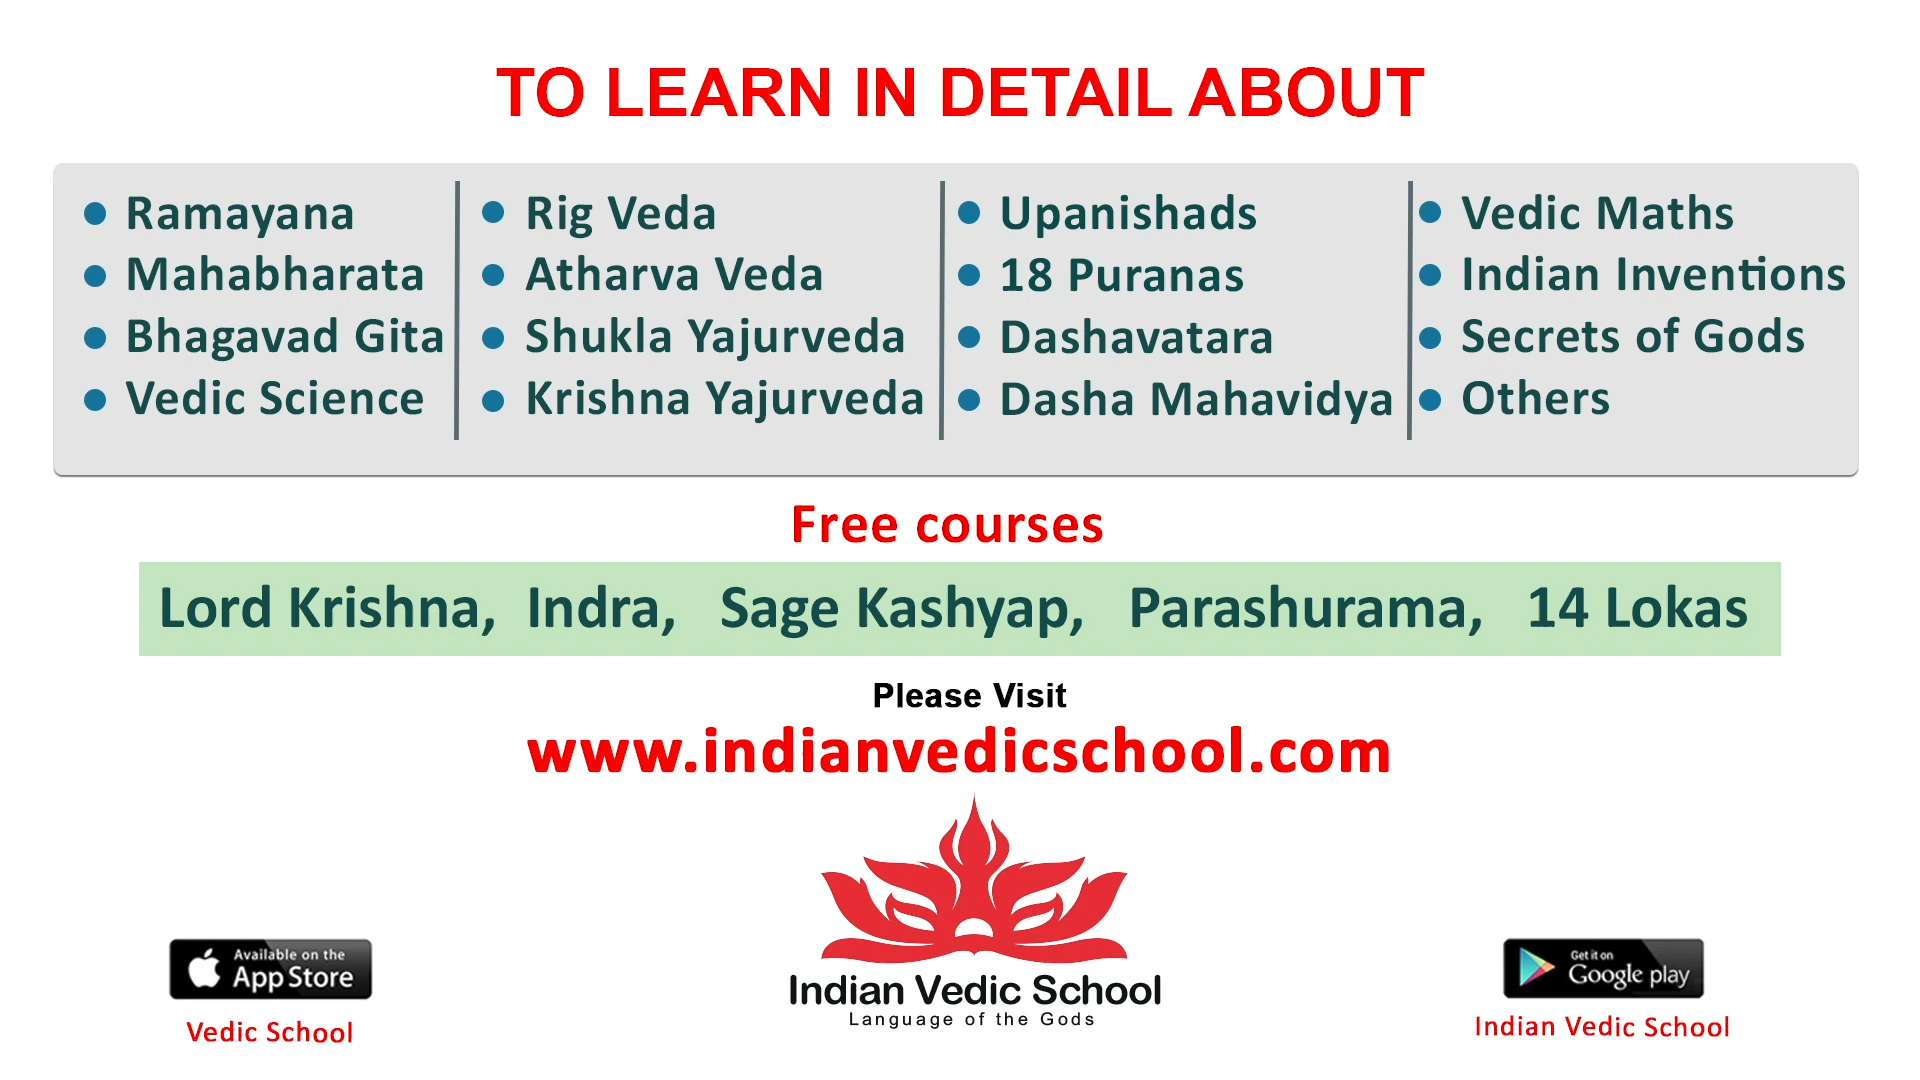 TO LEARN IN DETAIL ABOUT
Ramayana
Mahabharata
Bhagavad Gita
Vedic Science
Rig Veda
Atharva Veda
Shukla Yajurveda
Krishna Yajurveda
Upanishads
18 Puranas
Dashavatara
Dasha Mahavidya
Vedic Maths
Indian Inventions
Secrets of Gods
Others
Free courses
Lord Krishna, Indra, Sage Kashyap, Parashurama, 14 Lokas
Please Visit
www.indianvedicschool.com
Indian Vedic School
Language of the Gods
Available on the
App Store
Vedic School
Get it on
Google play
Indian Vedic School